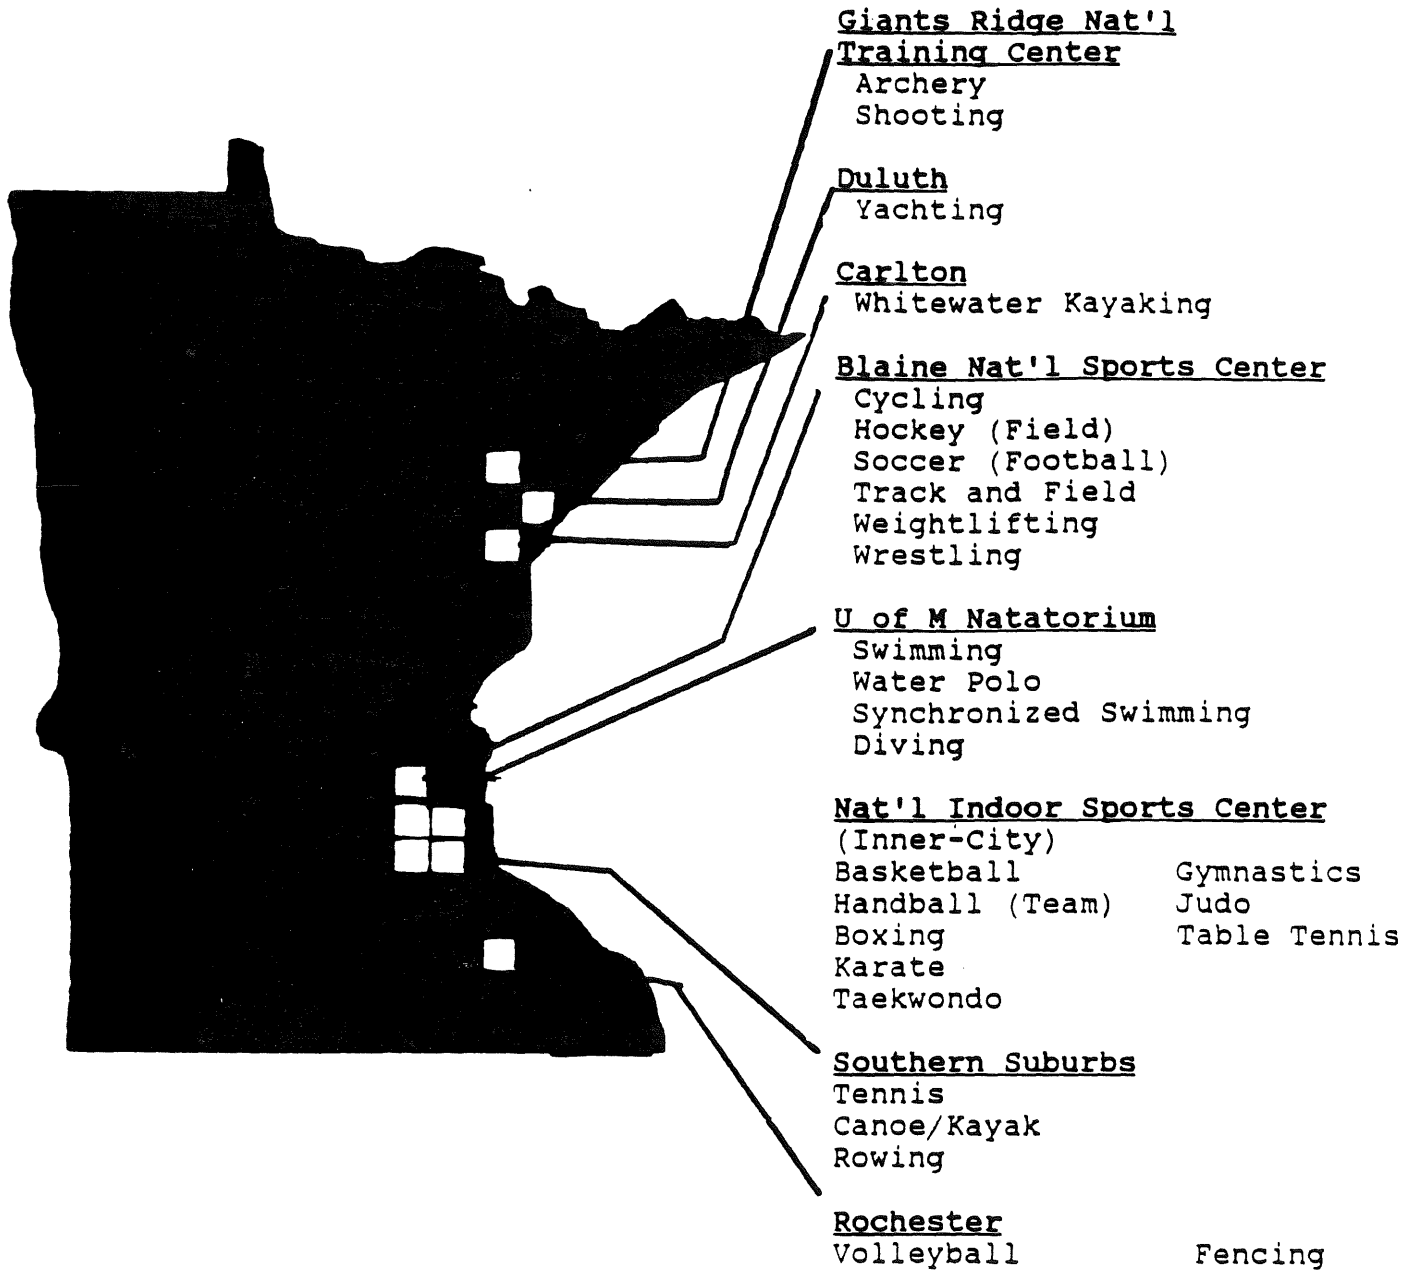 Giants Ridge Nat'l
Training Center
Archery
Shooting
Duluth
Yachting
Carlton
Whitewater Kayaking
Blaine Nat'l Sports Center
Cycling
Hockey (Field)
Soccer (Football)
Track and Field
Weightlifting
Wrestling
U of M Natatorium
Swimming
Water Polo
Synchronized Swimming
Diving
Nat'l Indoor Sports Center
(Inner-City)
Basketball Gymnastics
Handball (Team) Judo
Boxing Table Tennis
Karate
Taekwondo
Southern Suburbs
Tennis
Canoe/Kayak
Rowing
Rochester
Volleyball Fencing